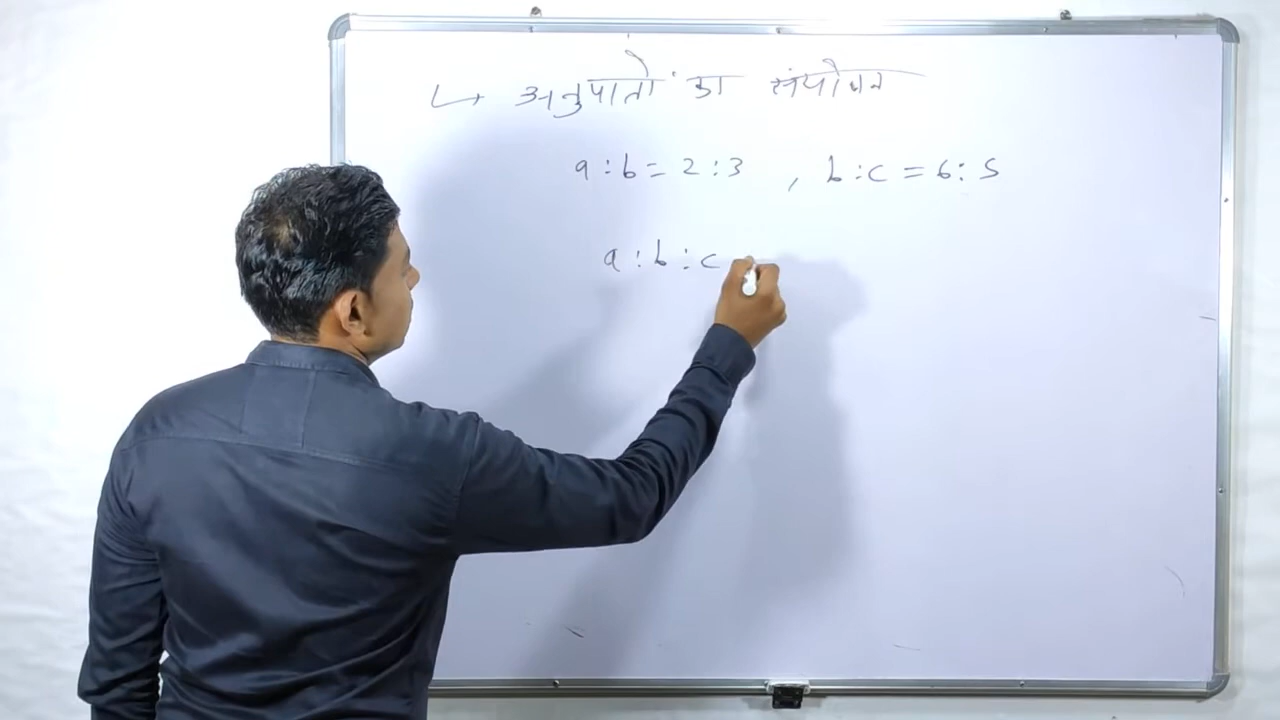 ↳ अनुपातों का संयोजन
a : b = 2 : 3 , b : c = 6 : 5
a : b : c